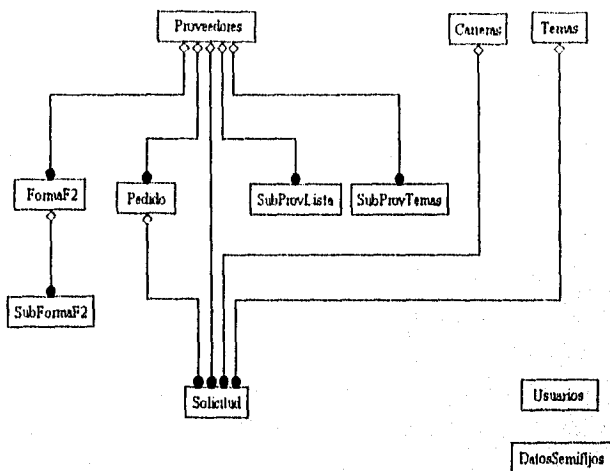 Proveedores
Carreras
Temas
FormaF2
Pedido
SubProvLista
SubProvTemas
SubFormaF2
Solicitud
Usuarios
DatosSemifijos